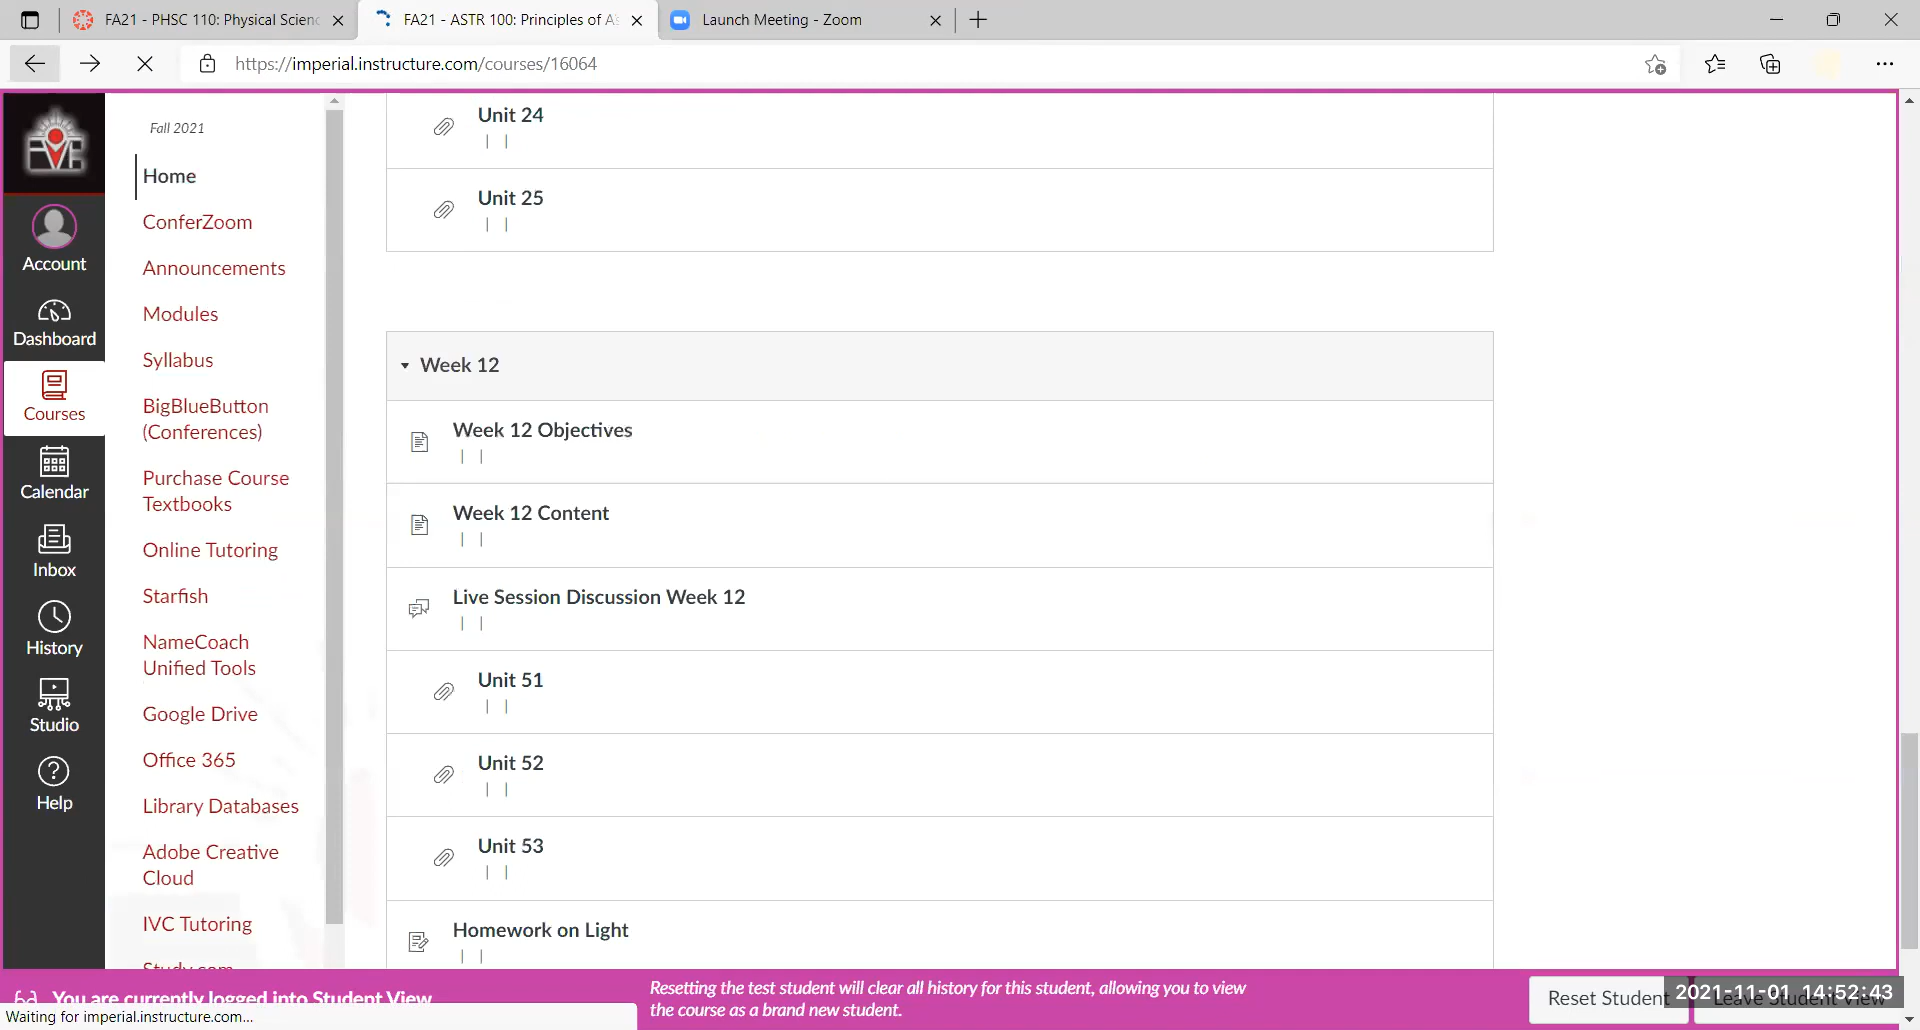 FA21 - PHSC 110: Physical Scienc
FA21 - ASTR 100: Principles of As
Launch Meeting - Zoom
https://imperial.instructure.com/courses/16064
Fall 2021
Home
ConferZoom
Announcements
Modules
Syllabus
BigBlueButton
(Conferences)
Purchase Course
Textbooks
Online Tutoring
Starfish
NameCoach
Unified Tools
Google Drive
Office 365
Library Databases
Adobe Creative
Cloud
IVC Tutoring
Study.com
Account
Dashboard
Courses
Calendar
Inbox
History
Studio
Help
Unit 24
| |
Unit 25
| |
Week 12
Week 12 Objectives
| |
Week 12 Content
| |
Live Session Discussion Week 12
| |
Unit 51
| |
Unit 52
| |
Unit 53
| |
Homework on Light
| |
You are currently logged into Student View
Resetting the test student will clear all history for this student, allowing you to view
the course as a brand new student.
Reset Student
Leave Student View
2021-11-01 14:52:43
Waiting for imperial.instructure.com...